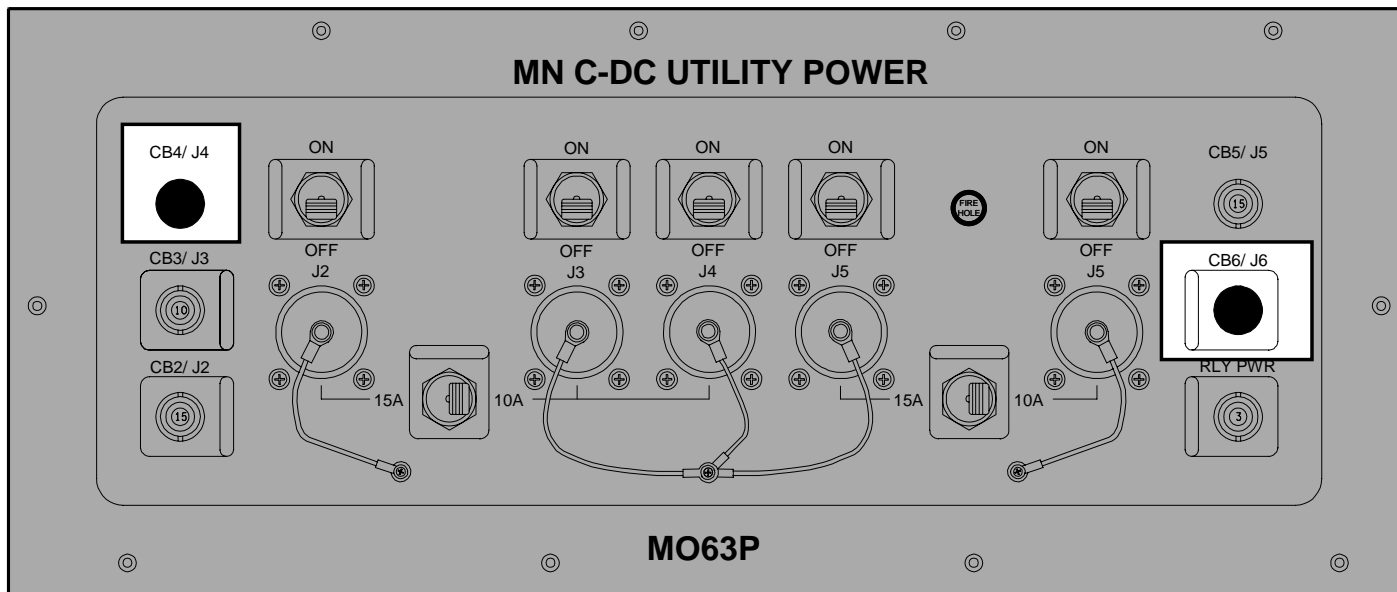 MN C-DC UTILITY POWER
CB4/ J4
ON
ON
ON
ON
ON
CB5/ J5
FIRE
HOLE
15
OFF
OFF
OFF
OFF
OFF
CB3/ J3
J2
J3
J4
J5
J5
CB6/ J6
10
CB2/ J2
RLY PWR
15A
10A
15A
10A
15
3
MO63P